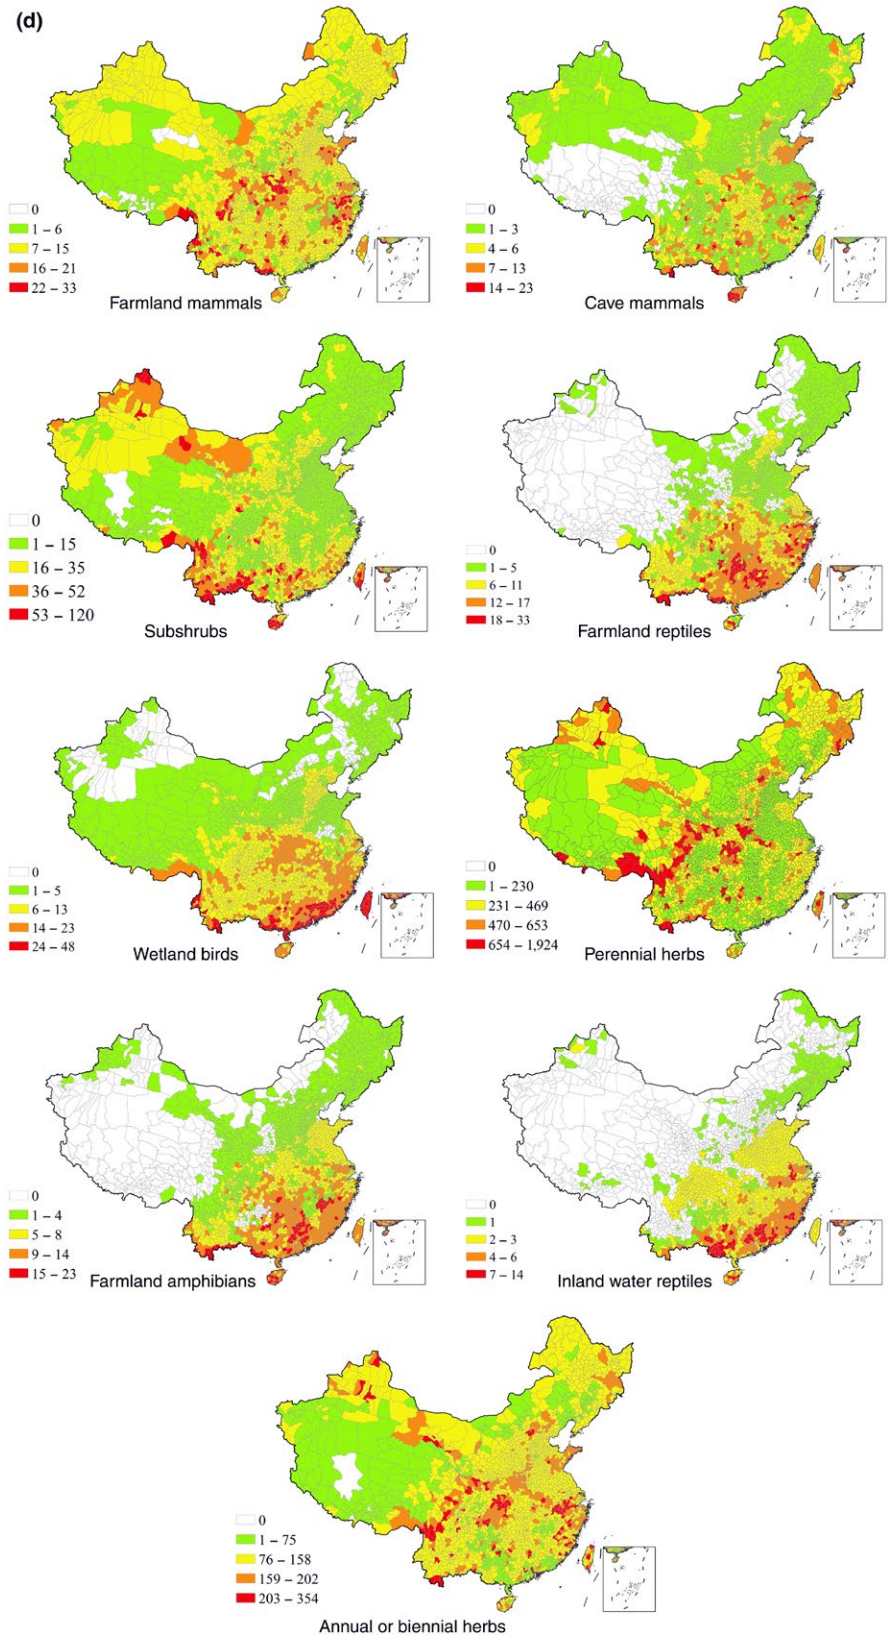 (d)
0
1 – 6
7 – 15
16 – 21
22 – 33
Farmland mammals
0
1 – 3
4 – 6
7 – 13
14 – 23
Cave mammals
0
1 – 15
16 – 35
36 – 52
53 – 120
Subshrubs
0
1 – 5
6 – 11
12 – 17
18 – 33
Farmland reptiles
0
1 – 5
6 – 13
14 – 23
24 – 48
Wetland birds
0
1 – 230
231 – 469
470 – 653
654 – 1,924
Perennial herbs
0
1 – 4
5 – 8
9 – 14
15 – 23
Farmland amphibians
0
1
2 – 3
4 – 6
7 – 14
Inland water reptiles
0
1 – 75
76 – 158
159 – 202
203 – 354
Annual or biennial herbs